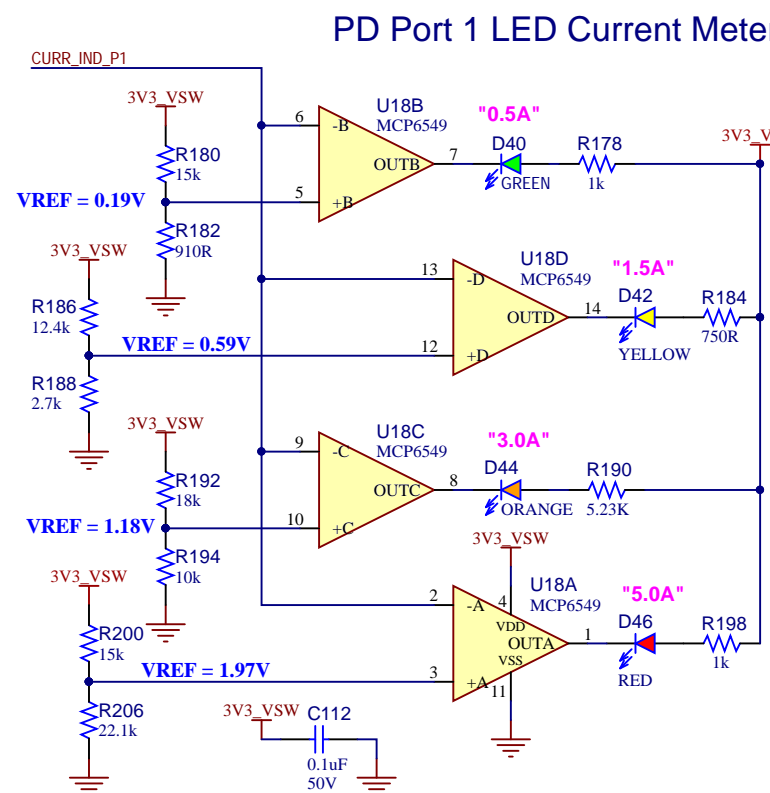 PD Port 1 LED Current Meter
CURR_IND_P1
3V3_VSW
R180
15k
VREF = 0.19V
R182
910R
6
-B
U18B
MCP6549
OUTB
7
5
+B
"0.5A"
D40
GREEN
R178
1k
3V3_V
3V3_VSW
R186
12.4k
VREF = 0.59V
R188
2.7k
13
-D
U18D
MCP6549
OUTD
14
12
+D
"1.5A"
D42
YELLOW
R184
750R
3V3_VSW
R192
18k
VREF = 1.18V
R194
10k
9
-C
U18C
MCP6549
OUTC
8
10
+C
"3.0A"
D44
ORANGE
R190
5.23K
3V3_VSW
3V3_VSW
R200
15k
VREF = 1.97V
R206
22.1k
2
-A
4
VDD
U18A
MCP6549
OUTA
1
VSS
3
+A
11
"5.0A"
D46
RED
R198
1k
3V3_VSW
C112
0.1uF
50V